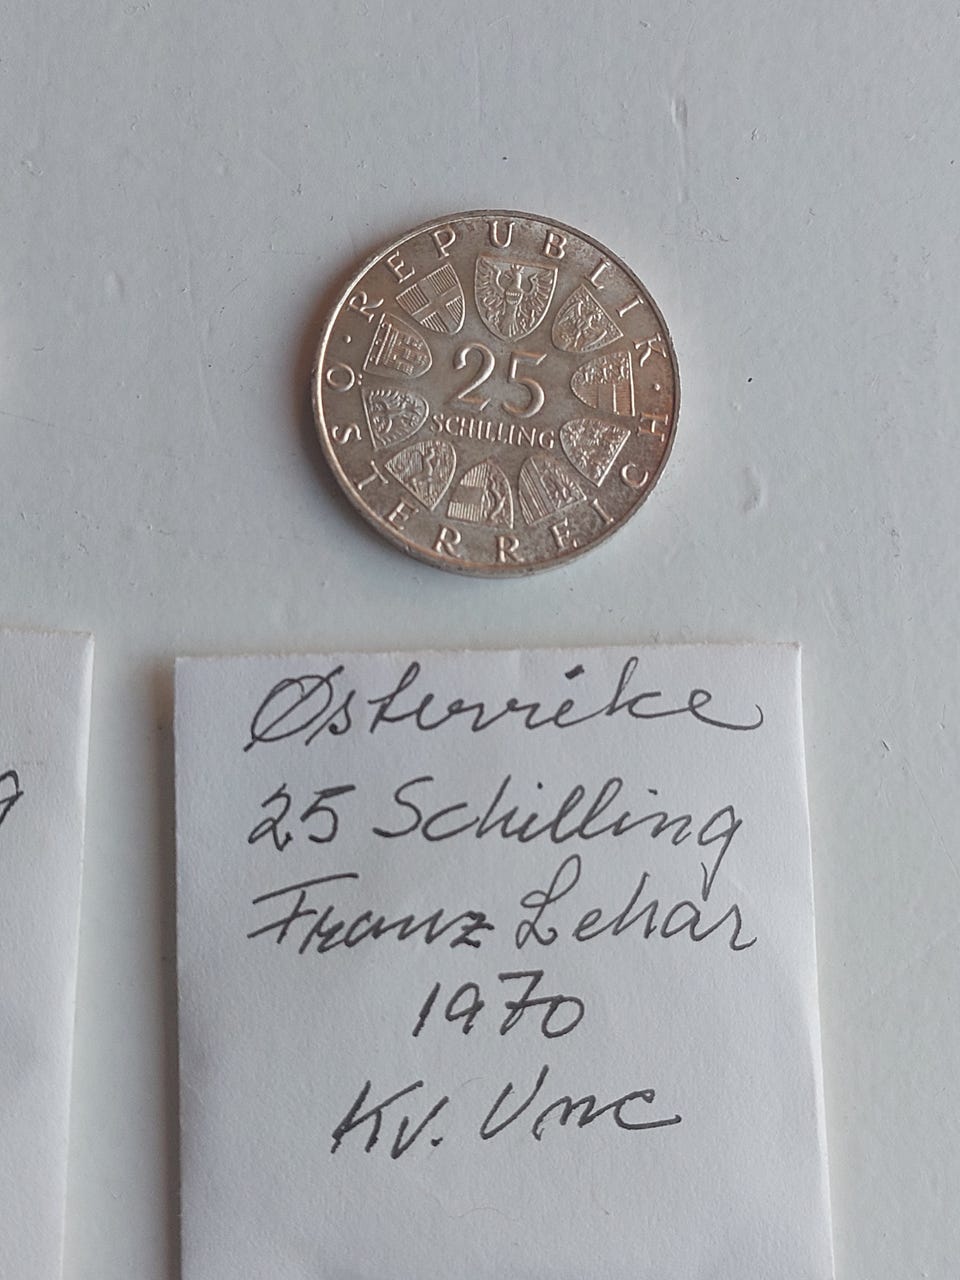 REPUBLIK · ÖSTERREICH ·
25
SCHILLING
Østerrike
25 Schilling
Franz Lehar
1970
Kv. Unc